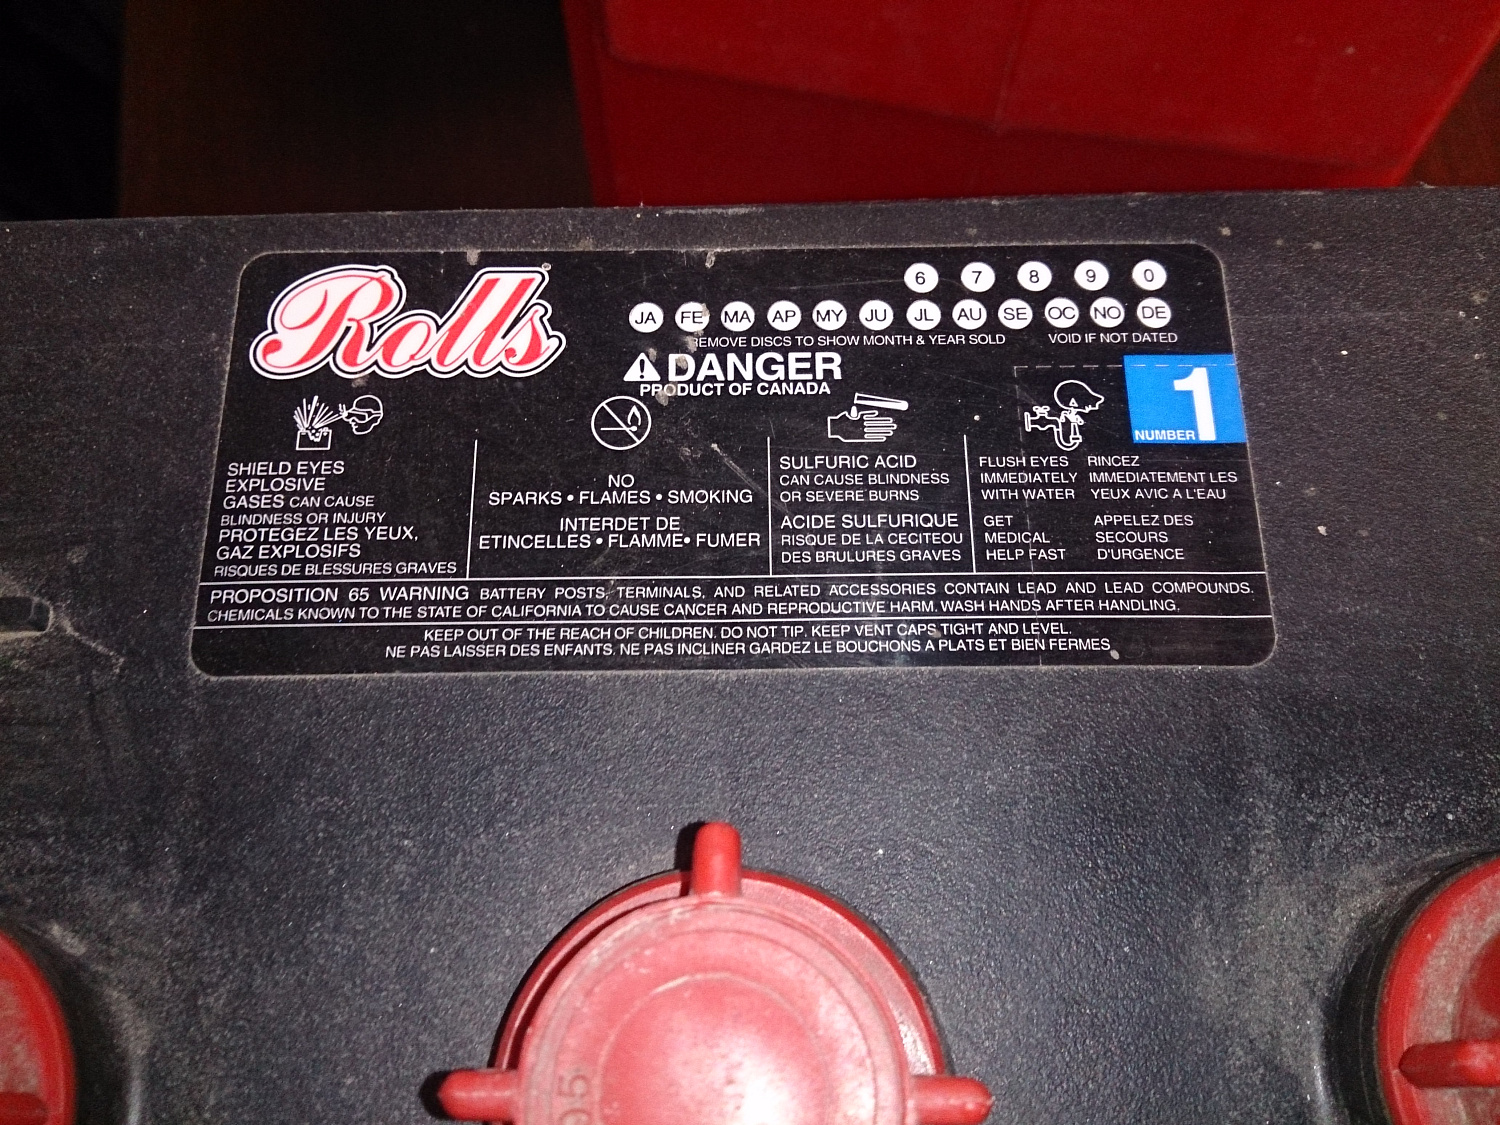 Rolls
6 7 8 9 0
JA FE MA AP MY JU JL AU SE OC NO DE
REMOVE DISCS TO SHOW MONTH & YEAR SOLD VOID IF NOT DATED
DANGER
PRODUCT OF CANADA
1
NUMBER
SHIELD EYES
EXPLOSIVE
GASES CAN CAUSE
BLINDNESS OR INJURY
PROTEGEZ LES YEUX,
GAZ EXPLOSIFS
RISQUES DE BLESSURES GRAVES
NO
SPARKS • FLAMES • SMOKING
INTERDET DE
ETINCELLES • FLAMME• FUMER
SULFURIC ACID
CAN CAUSE BLINDNESS
OR SEVERE BURNS
ACIDE SULFURIQUE
RISQUE DE LA CECITEOU
DES BRULURES GRAVES
FLUSH EYES
IMMEDIATELY
WITH WATER
GET
MEDICAL
HELP FAST
RINCEZ
IMMEDIATEMENT LES
YEUX AVIC A L'EAU
APPELEZ DES
SECOURS
D'URGENCE
PROPOSITION 65 WARNING BATTERY POSTS, TERMINALS, AND RELATED ACCESSORIES CONTAIN LEAD AND LEAD COMPOUNDS.
CHEMICALS KNOWN TO THE STATE OF CALIFORNIA TO CAUSE CANCER AND REPRODUCTIVE HARM. WASH HANDS AFTER HANDLING.
KEEP OUT OF THE REACH OF CHILDREN. DO NOT TIP. KEEP VENT CAPS TIGHT AND LEVEL.
NE PAS LAISSER DES ENFANTS. NE PAS INCLINER GARDEZ LE BOUCHONS A PLATS ET BIEN FERMES